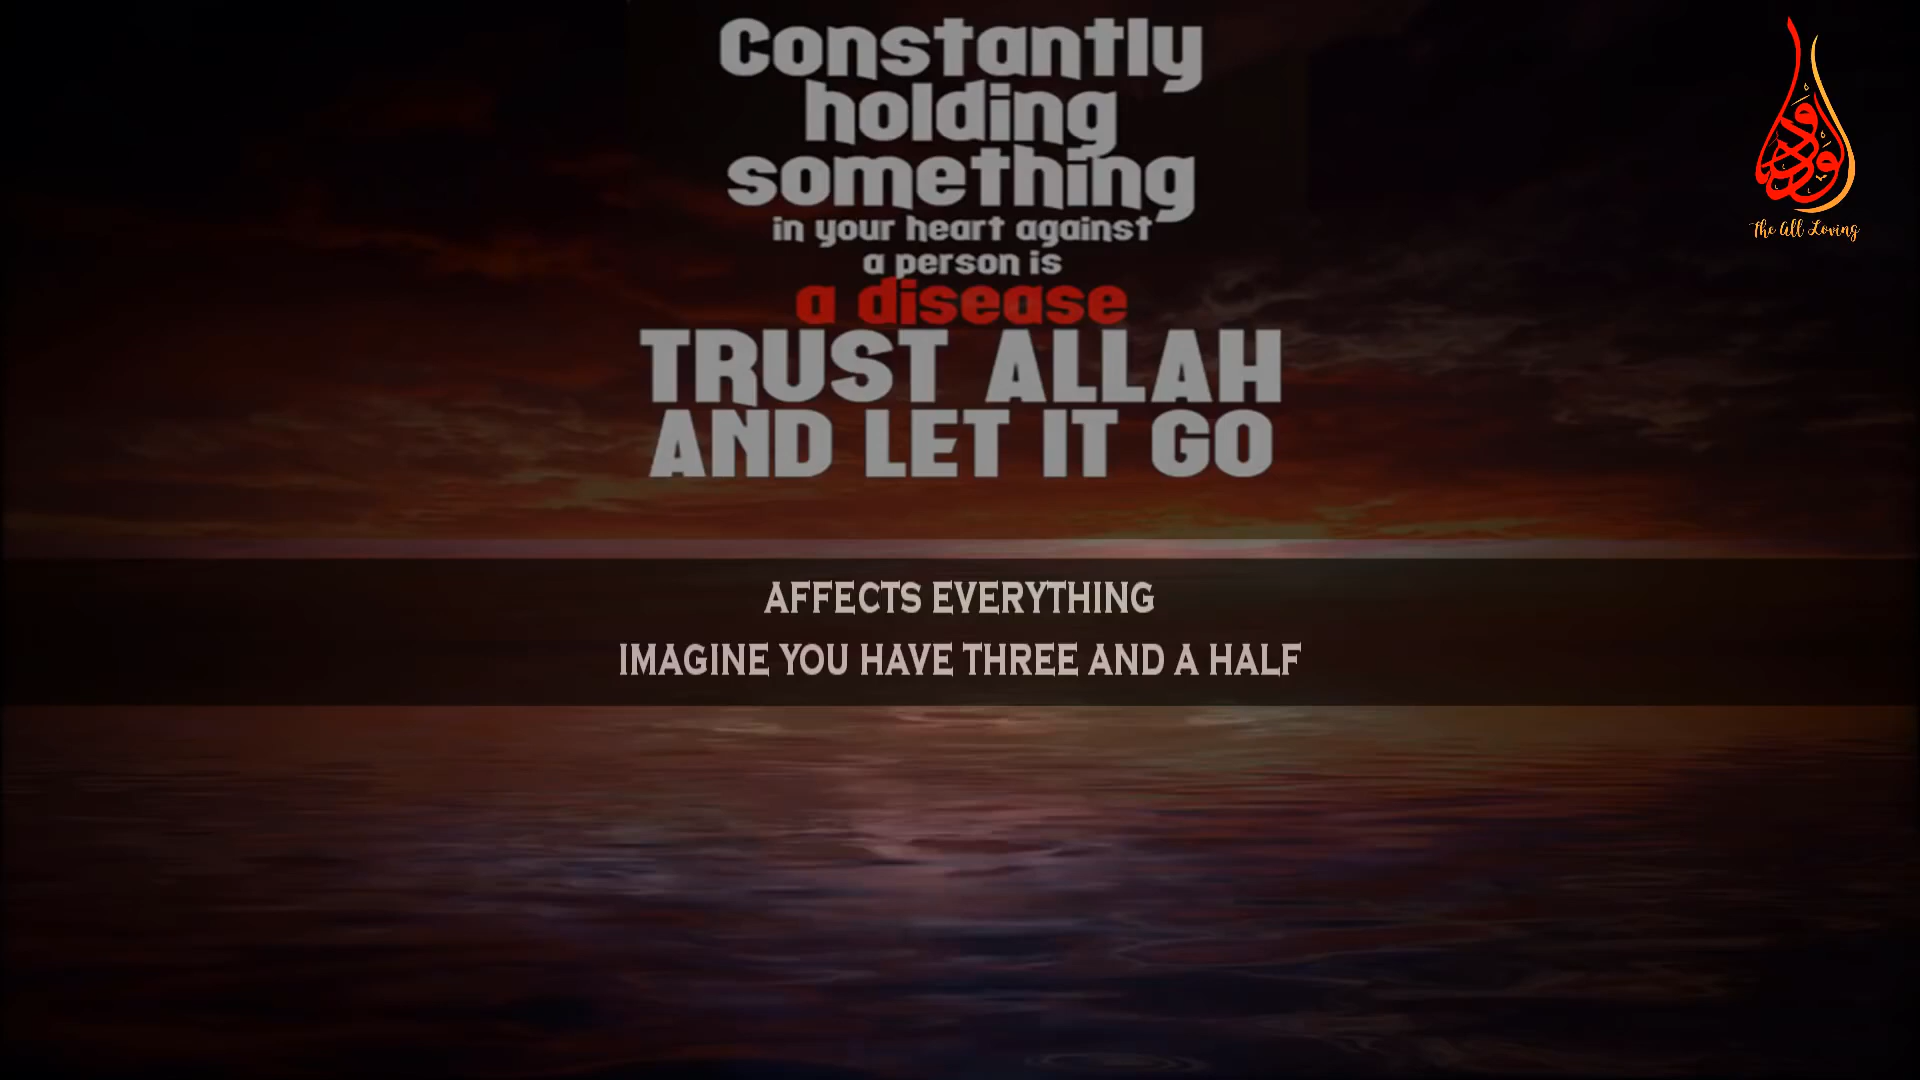 Constantly
holding
something
in your heart against
a person is
a disease
TRUST ALLAH
AND LET IT GO
الودود
The All Loving
AFFECTS EVERYTHING
IMAGINE YOU HAVE THREE AND A HALF